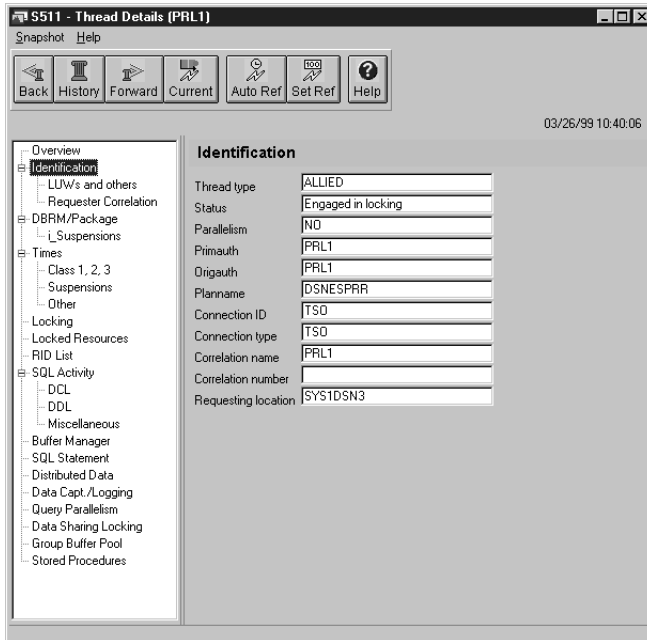 S511 - Thread Details (PRL1)
Snapshot Help
Back History Forward Current Auto Ref Set Ref Help
03/26/99 10:40:06
Overview
Identification
LUWs and others
Requester Correlation
DBRM/Package
i_Suspensions
Times
Class 1, 2, 3
Suspensions
Other
Locking
Locked Resources
RID List
SQL Activity
DCL
DDL
Miscellaneous
Buffer Manager
SQL Statement
Distributed Data
Data Capt./Logging
Query Parallelism
Data Sharing Locking
Group Buffer Pool
Stored Procedures
Identification
Thread type ALLIED
Status Engaged in locking
Parallelism NO
Primauth PRL1
Origauth PRL1
Planname DSNESPRR
Connection ID TSO
Connection type TSO
Correlation name PRL1
Correlation number
Requesting location SYS1DSN3